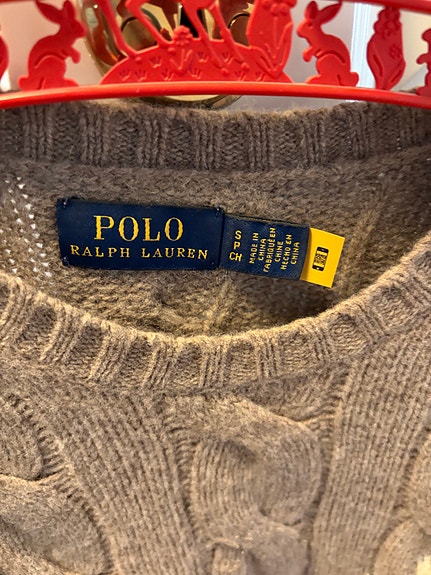 POLO
RALPH LAUREN
S
P
CH
MADE IN
CHINA
FABRIQUÉ EN
CHINE
HECHO EN
CHINA